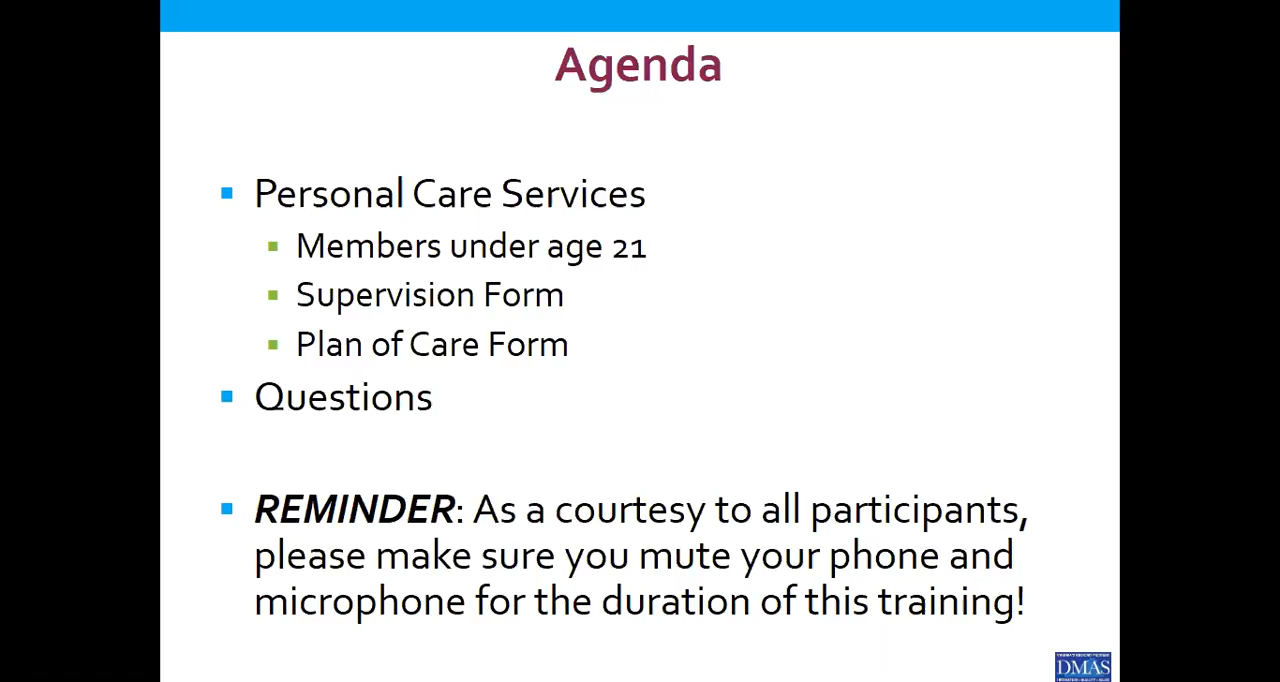 Agenda
Personal Care Services
Members under age 21
Supervision Form
Plan of Care Form
Questions
REMINDER: As a courtesy to all participants,
please make sure you mute your phone and
microphone for the duration of this training!
DMAS